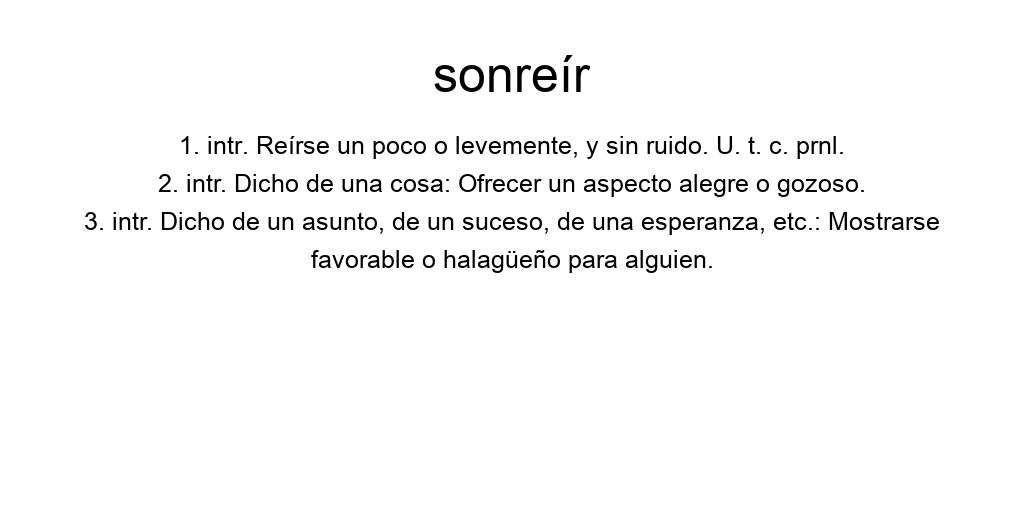 sonreír
1. intr. Reírse un poco o levemente, y sin ruido. U. t. c. prnl.
2. intr. Dicho de una cosa: Ofrecer un aspecto alegre o gozoso.
3. intr. Dicho de un asunto, de un suceso, de una esperanza, etc.: Mostrarse
favorable o halagüeño para alguien.